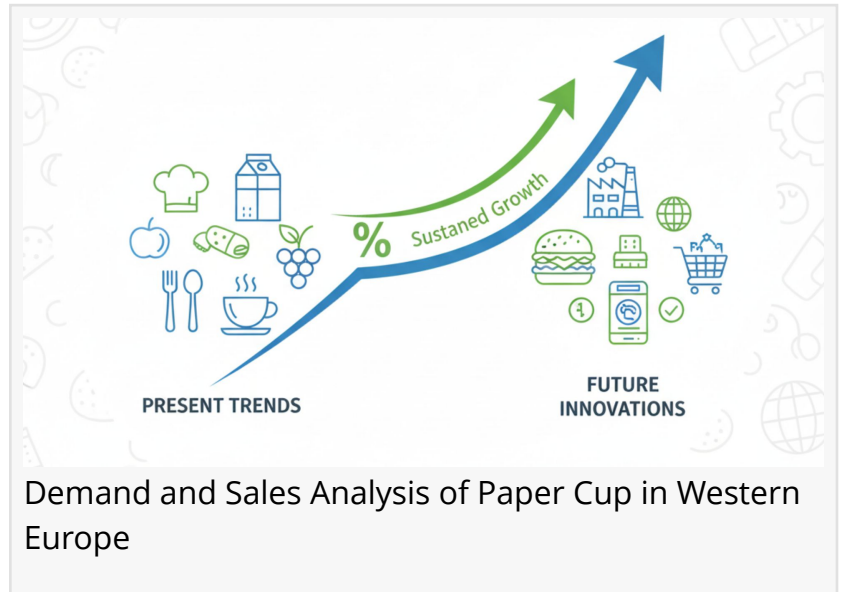 %
Sustaned Growth
PRESENT TRENDS
FUTURE
INNOVATIONS
Demand and Sales Analysis of Paper Cup in Western
Europe